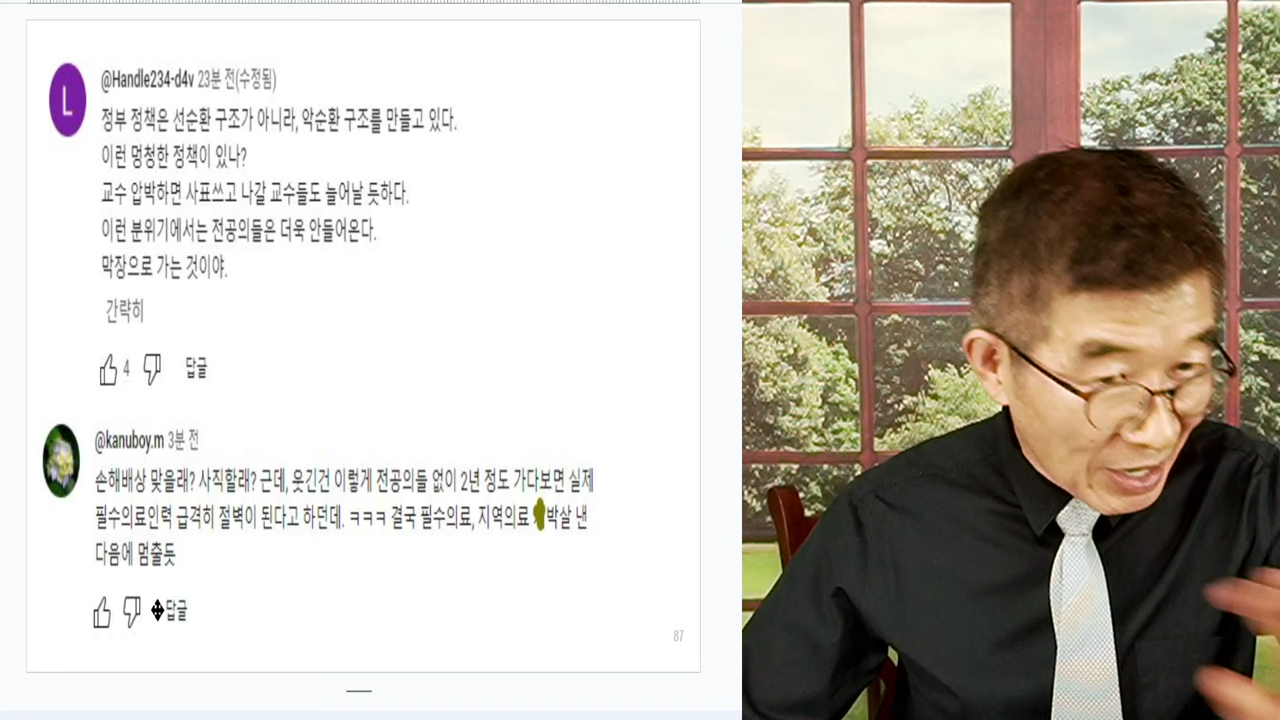 L
@Handle234-d4v 23분 전(수정됨)
정부 정책은 선순환 구조가 아니라, 악순환 구조를 만들고 있다.
이런 멍청한 정책이 있나?
교수 압박하면 사표쓰고 나갈 교수들도 늘어날 듯하다.
이런 분위기에서는 전공의들은 더욱 안들어온다.
막장으로 가는 것이야.
간략히
4 답글
@kanuboy.m 3분 전
손해배상 맞을래? 사직할래? 근데, 웃긴건 이렇게 전공의들 없이 2년 정도 가다보면 실제
필수의료인력 급격히 절벽이 된다고 하던데. ㅋㅋㅋ 결국 필수의료, 지역의료 박살 낸
다음에 멈출듯
답글
87